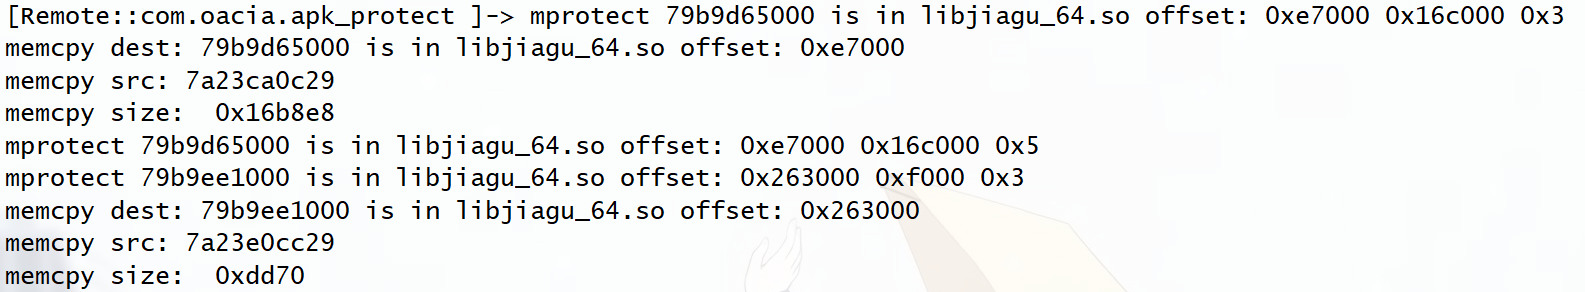 [Remote::com.oacia.apk_protect ]-> mprotect 79b9d65000 is in libjiagu_64.so offset: 0xe7000 0x16c000 0x3
memcpy dest: 79b9d65000 is in libjiagu_64.so offset: 0xe7000
memcpy src: 7a23ca0c29
memcpy size:  0x16b8e8
mprotect 79b9d65000 is in libjiagu_64.so offset: 0xe7000 0x16c000 0x5
mprotect 79b9ee1000 is in libjiagu_64.so offset: 0x263000 0xf000 0x3
memcpy dest: 79b9ee1000 is in libjiagu_64.so offset: 0x263000
memcpy src: 7a23e0cc29
memcpy size:  0xdd70